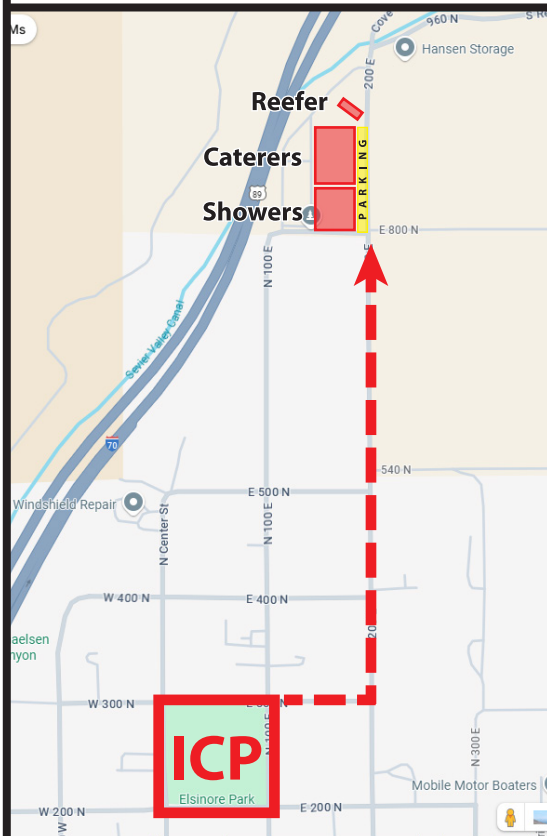 Ms
Cove
960 N
S R
Hansen Storage
200 E
Reefer
Caterers
PARKING
89
Showers
E 800 N
N 100 E
Sevier Valley Canal
70
540 N
E 500 N
Windshield Repair
N Center St
N 100 E
W 400 N
E 400 N
20
aelsen
nyon
W 300 N
ICP
N 300 E
Elsinore Park
Mobile Motor Boaters
W 200 N
E 200 N
W